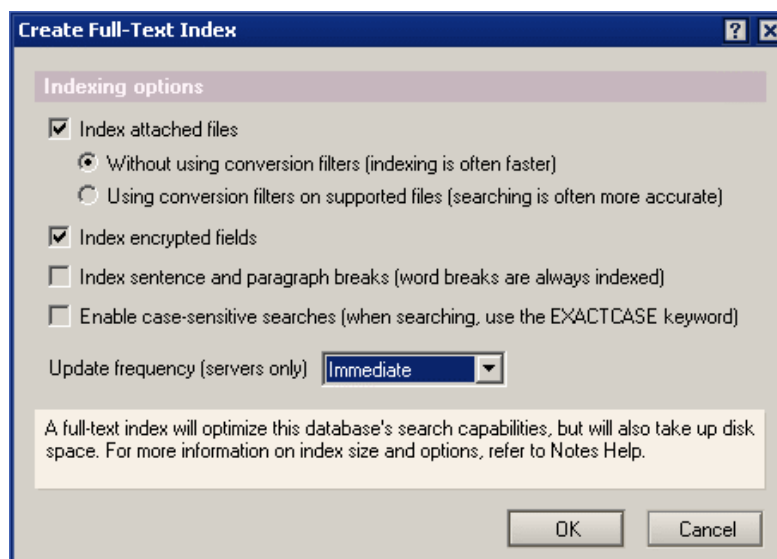 Create Full-Text Index
Indexing options
Index attached files
Without using conversion filters (indexing is often faster)
Using conversion filters on supported files (searching is often more accurate)
Index encrypted fields
Index sentence and paragraph breaks (word breaks are always indexed)
Enable case-sensitive searches (when searching, use the EXACTCASE keyword)
Update frequency (servers only) Immediate
A full-text index will optimize this database's search capabilities, but will also take up disk
space. For more information on index size and options, refer to Notes Help.
OK Cancel